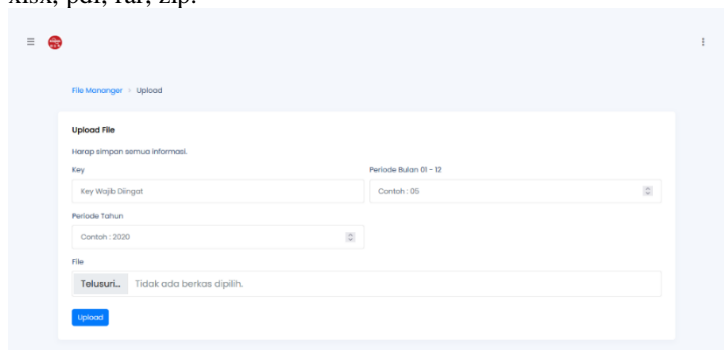 xlsx, pdf, rar, zip.
File Mananger > Upload
Upload File
Harap simpan semua informasi.
Key
Periode Bulan 01 - 12
Key Wajib Diingat
Contoh : 05
Periode Tahun
Contoh : 2020
File
Telusuri... Tidak ada berkas dipilih.
Upload